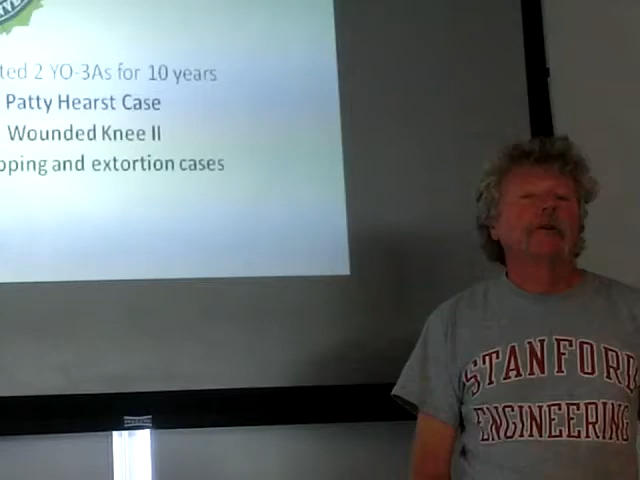 ted 2 YO-3As for 10 years
Patty Hearst Case
Wounded Knee II
pping and extortion cases
STANFORD
ENGINEERING